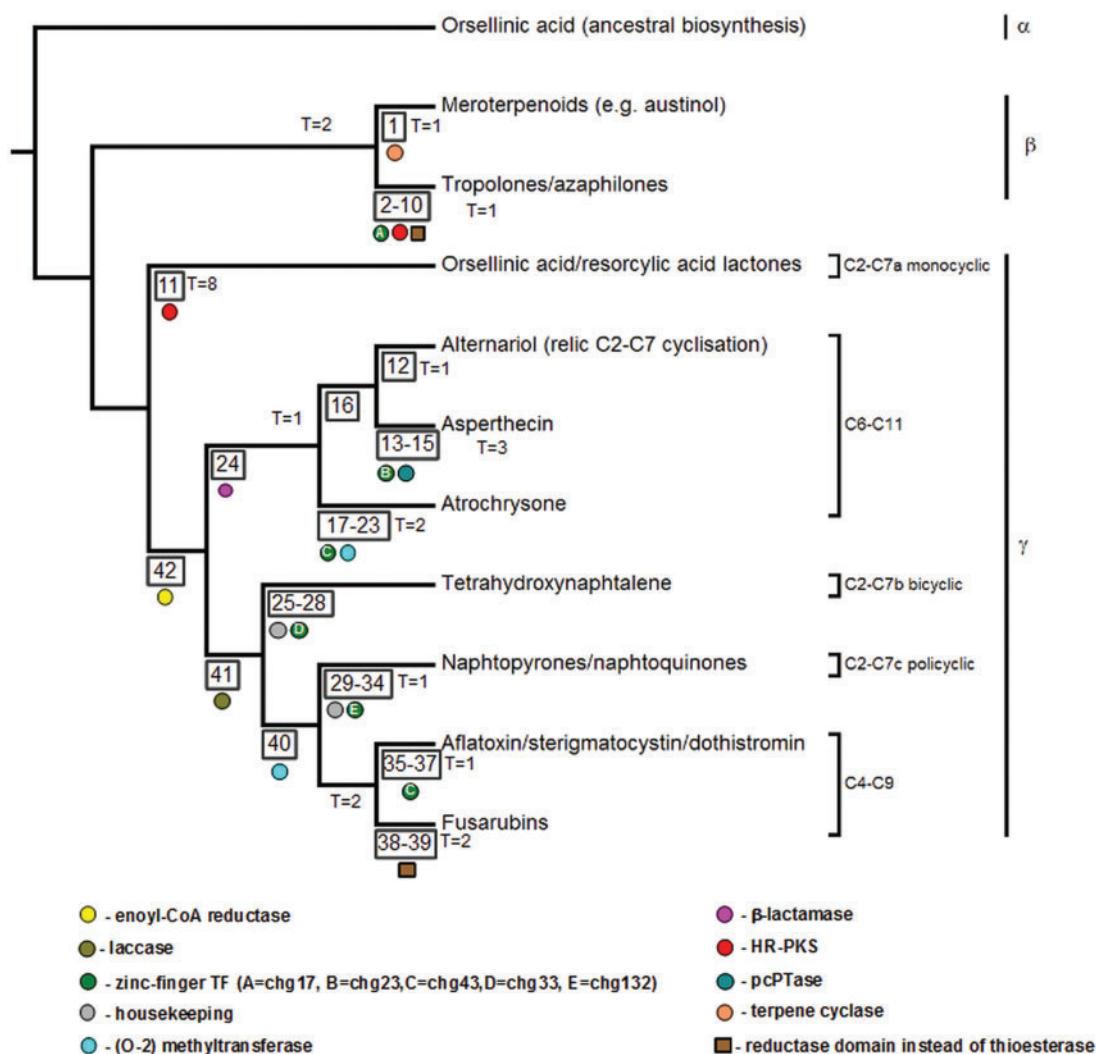 Orsellinic acid (ancestral biosynthesis)
α
Meroterpenoids (e.g. austinol)
T=2
1 T=1
β
Tropolones/azaphilones
2-10 T=1
A
Orsellinic acid/resorcylic acid lactones
C2-C7a monocyclic
11 T=8
Alternariol (relic C2-C7 cyclisation)
12 T=1
T=1
16
C6-C11
Asperthecin
13-15 T=3
24
B
Atrochrysone
17-23 T=2
C
γ
42
Tetrahydroxynaphtalene
C2-C7b bicyclic
25-28
D
Naphtopyrones/naphtoquinones
C2-C7c policyclic
41
29-34 T=1
E
40
Aflatoxin/sterigmatocystin/dothistromin
35-37 T=1
C4-C9
C
T=2
Fusarubins
38-39 T=2
- enoyl-CoA reductase
- laccase
- zinc-finger TF (A=chg17, B=chg23,C=chg43,D=chg33, E=chg132)
- housekeeping
- (O-2) methyltransferase
- β-lactamase
- HR-PKS
- pcPTase
- terpene cyclase
- reductase domain instead of thioesterase